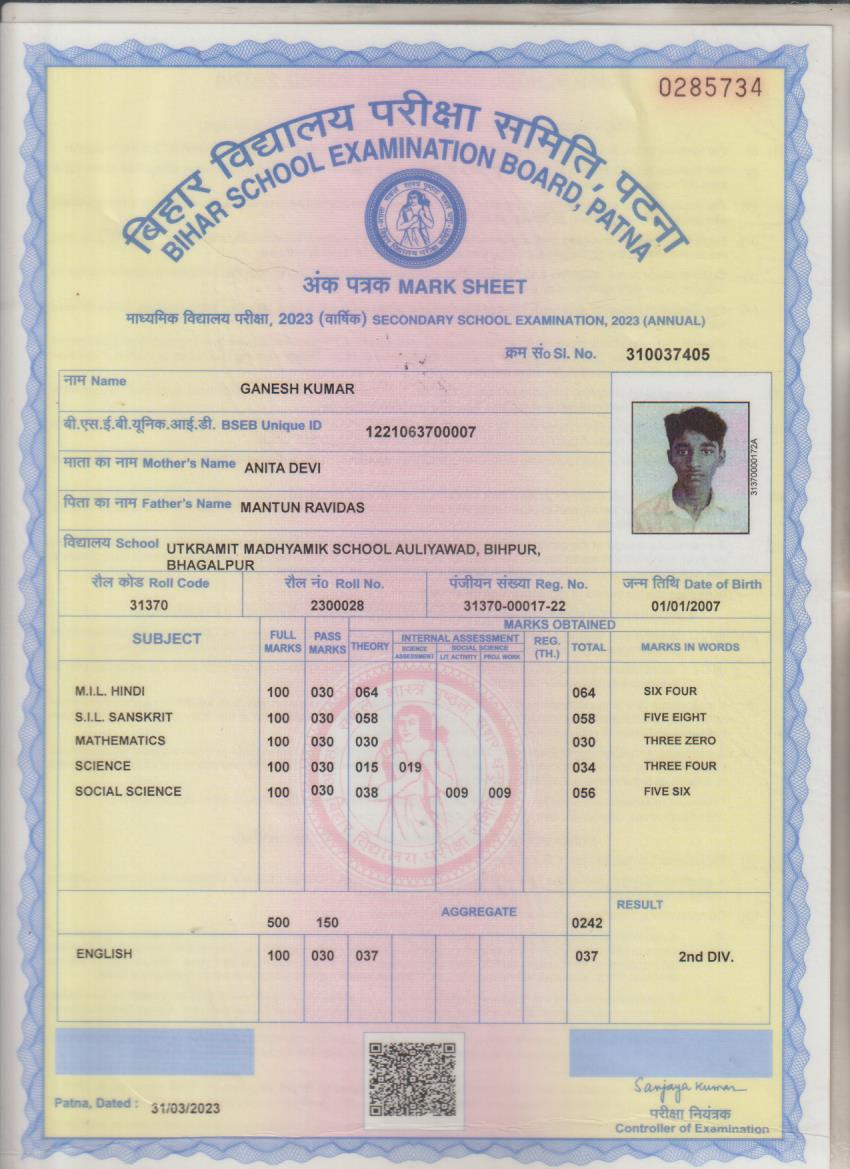 0285734
बिहार विद्यालय परीक्षा समिति, पटना
BIHAR SCHOOL EXAMINATION BOARD, PATNA
अंक पत्रक MARK SHEET
माध्यमिक विद्यालय परीक्षा, 2023 (वार्षिक) SECONDARY SCHOOL EXAMINATION, 2023 (ANNUAL)
क्रम सं० Sl. No. 310037405
नाम Name GANESH KUMAR
बी.एस.ई.बी.यूनिक.आई.डी. BSEB Unique ID 1221063700007
माता का नाम Mother's Name ANITA DEVI
पिता का नाम Father's Name MANTUN RAVIDAS
विद्यालय School UTKRAMIT MADHYAMIK SCHOOL AULIYAWAD, BIHPUR,
BHAGALPUR
31370000172A
रौल कोड Roll Code रौल नं० Roll No. पंजीयन संख्या Reg. No. जन्म तिथि Date of Birth
31370 2300028 31370-00017-22 01/01/2007
SUBJECT FULL MARKS PASS MARKS MARKS OBTAINED
THEORY INTERNAL ASSESSMENT REG. (TH.) TOTAL MARKS IN WORDS
SCIENCE ASSESSMENT SOCIAL SCIENCE
LIT. ACTIVITY PROJ. WORK
M.I.L. HINDI 100 030 064 064 SIX FOUR
S.I.L. SANSKRIT 100 030 058 058 FIVE EIGHT
MATHEMATICS 100 030 030 030 THREE ZERO
SCIENCE 100 030 015 019 034 THREE FOUR
SOCIAL SCIENCE 100 030 038 009 009 056 FIVE SIX
AGGREGATE RESULT
500 150 0242
ENGLISH 100 030 037 037 2nd DIV.
Sanjaya Kumar
Patna, Dated : 31/03/2023
परीक्षा नियंत्रक
Controller of Examination